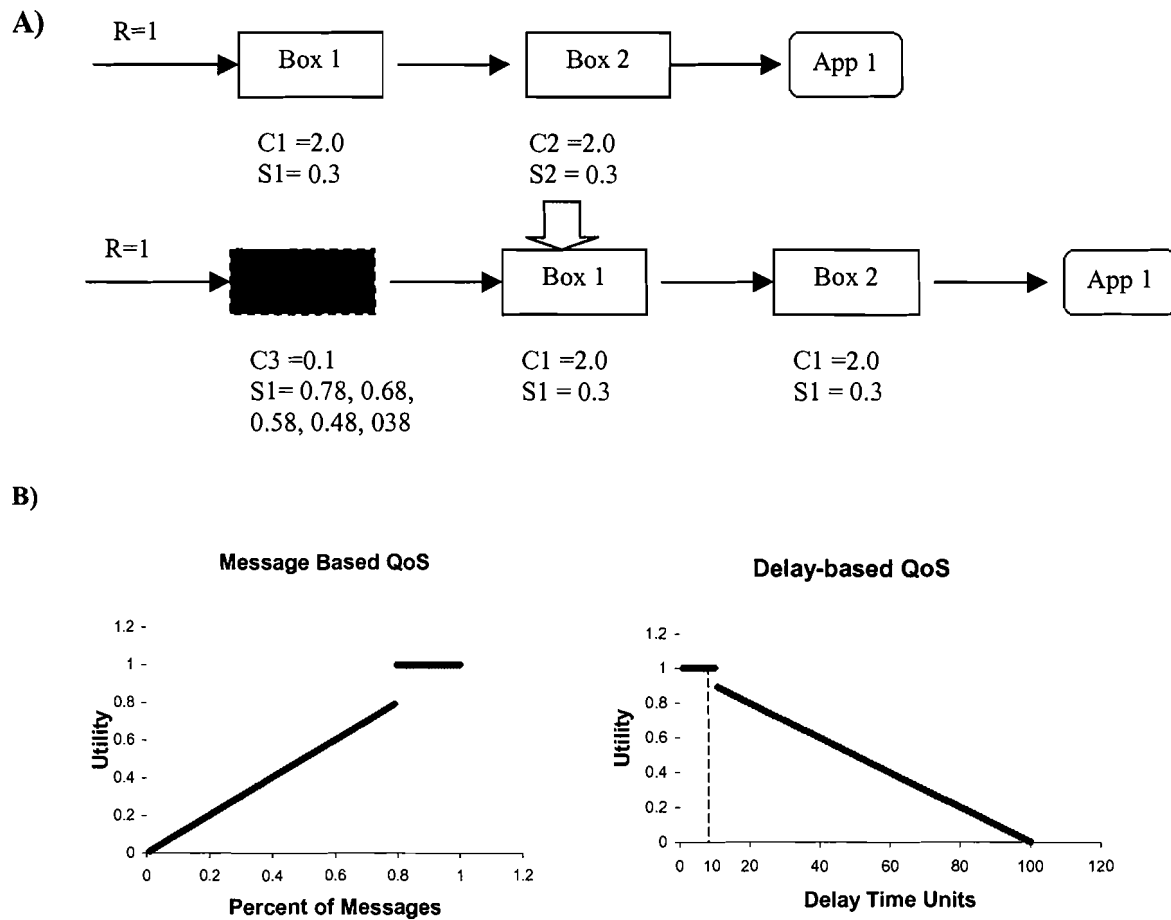 A)
R=1
Box 1
Box 2
App 1
C1 =2.0
S1= 0.3
C2 =2.0
S2 = 0.3
R=1
Box 1
Box 2
App 1
C3 =0.1
S1= 0.78, 0.68,
0.58, 0.48, 038
C1 =2.0
S1 = 0.3
C1 =2.0
S1 = 0.3
B)
Message Based QoS
Utility
1.2
1
0.8
0.6
0.4
0.2
0
0 0.2 0.4 0.6 0.8 1 1.2
Percent of Messages
Delay-based QoS
Utility
1.2
1
0.8
0.6
0.4
0.2
0
0 10 20 40 60 80 100 120
Delay Time Units